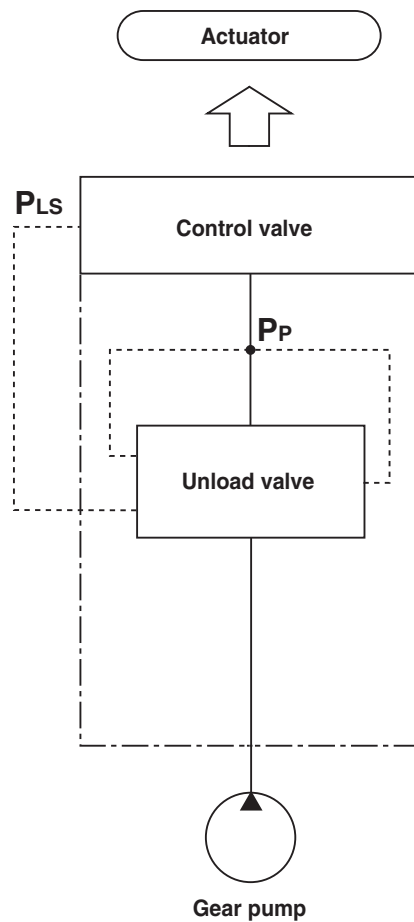 Actuator
PLS
Control valve
PP
Unload valve
Gear pump